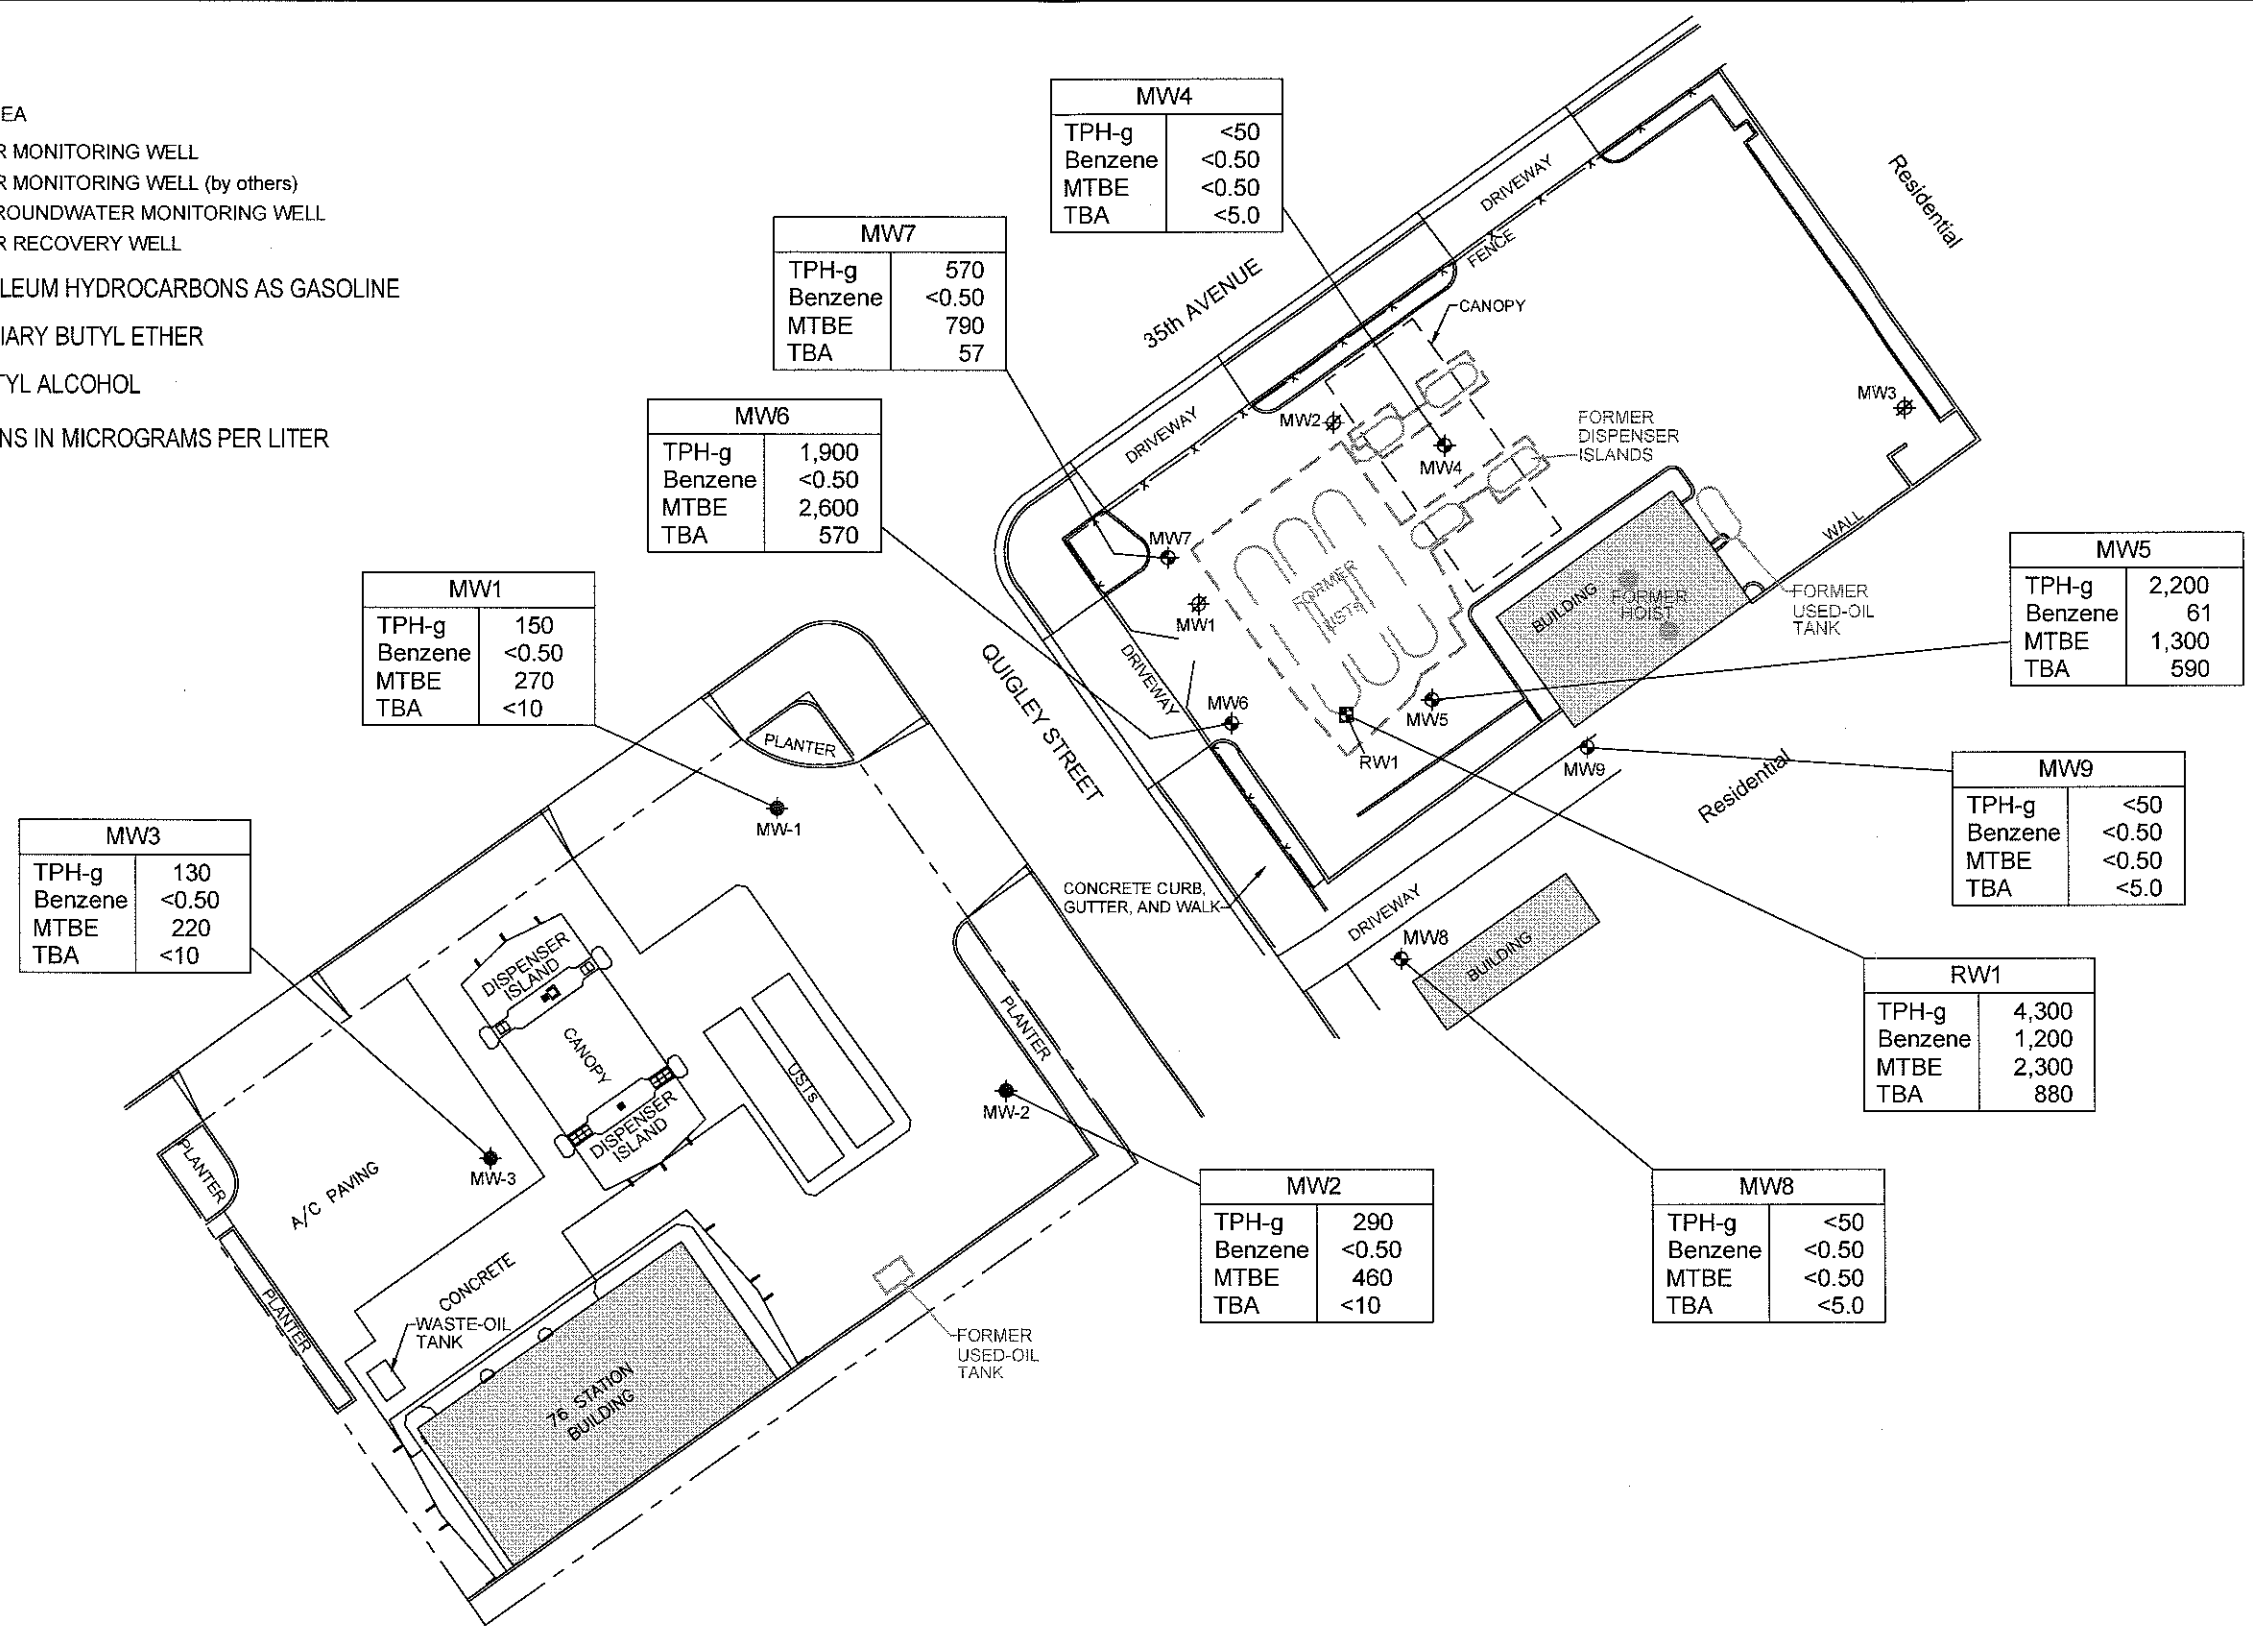 EA
R MONITORING WELL
R MONITORING WELL (by others)
ROUNDWATER MONITORING WELL
R RECOVERY WELL
LEUM HYDROCARBONS AS GASOLINE
IARY BUTYL ETHER
TYL ALCOHOL
NS IN MICROGRAMS PER LITER
MW4
TPH-g <50
Benzene <0.50
MTBE <0.50
TBA <5.0
MW7
TPH-g 570
Benzene <0.50
MTBE 790
TBA 57
MW6
TPH-g 1,900
Benzene <0.50
MTBE 2,600
TBA 570
MW1
TPH-g 150
Benzene <0.50
MTBE 270
TBA <10
MW3
TPH-g 130
Benzene <0.50
MTBE 220
TBA <10
MW5
TPH-g 2,200
Benzene 61
MTBE 1,300
TBA 590
MW9
TPH-g <50
Benzene <0.50
MTBE <0.50
TBA <5.0
RW1
TPH-g 4,300
Benzene 1,200
MTBE 2,300
TBA 880
MW2
TPH-g 290
Benzene <0.50
MTBE 460
TBA <10
MW8
TPH-g <50
Benzene <0.50
MTBE <0.50
TBA <5.0
35th AVENUE
DRIVEWAY
FENCE
CANOPY
Residential
DRIVEWAY
MW2
MW4
MW3
FORMER
DISPENSER
ISLANDS
WALL
MW7
MW1
FORMER
USTs
BUILDING
FORMER
HOIST
FORMER
USED-OIL
TANK
DRIVEWAY
QUIGLEY STREET
MW6
MW5
RW1
MW9
Residential
CONCRETE CURB,
GUTTER, AND WALK
DRIVEWAY
MW8
BUILDING
PLANTER
MW-1
DISPENSER
ISLAND
CANOPY
DISPENSER
ISLAND
USTs
PLANTER
MW-2
MW-3
PLANTER
A/C PAVING
PLANTER
CONCRETE
WASTE-OIL
TANK
76 STATION
BUILDING
FORMER
USED-OIL
TANK